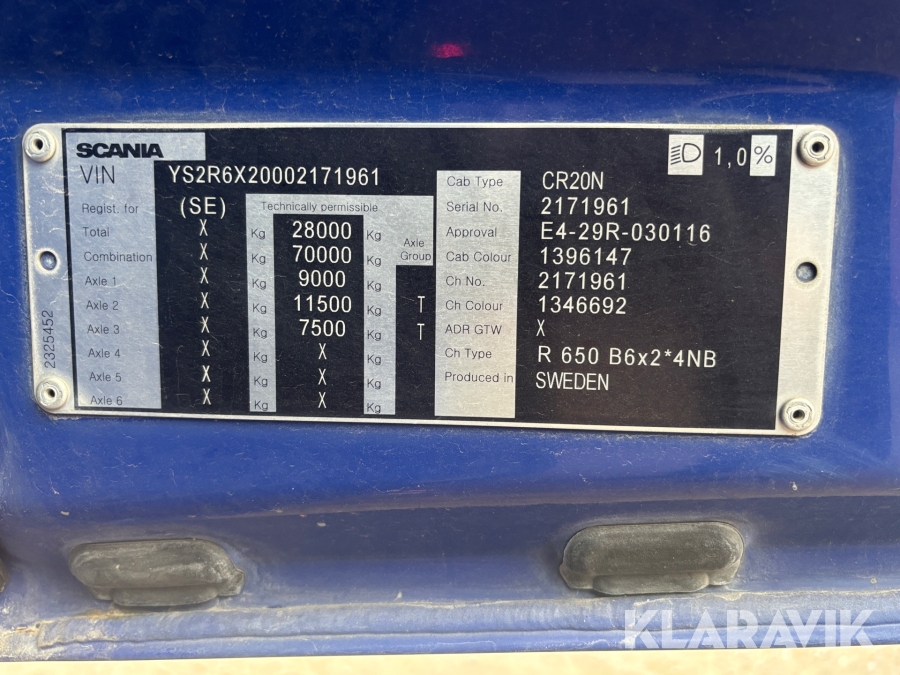 SCANIA
1,0%
VIN YS2R6X20002171961
Regist. for (SE) Technically permissible
Total X Kg 28000 Kg Axle Group
Combination X Kg 70000 Kg
Axle 1 X Kg 9000 Kg
Axle 2 X Kg 11500 Kg T
Axle 3 X Kg 7500 Kg T
Axle 4 X Kg X Kg
Axle 5 X Kg X Kg
Axle 6 X Kg X Kg
2325452
Cab Type CR20N
Serial No. 2171961
Approval E4-29R-030116
Cab Colour 1396147
Ch No. 2171961
Ch Colour 1346692
ADR GTW X
Ch Type R 650 B6x2*4NB
Produced in SWEDEN
KLARAVIK